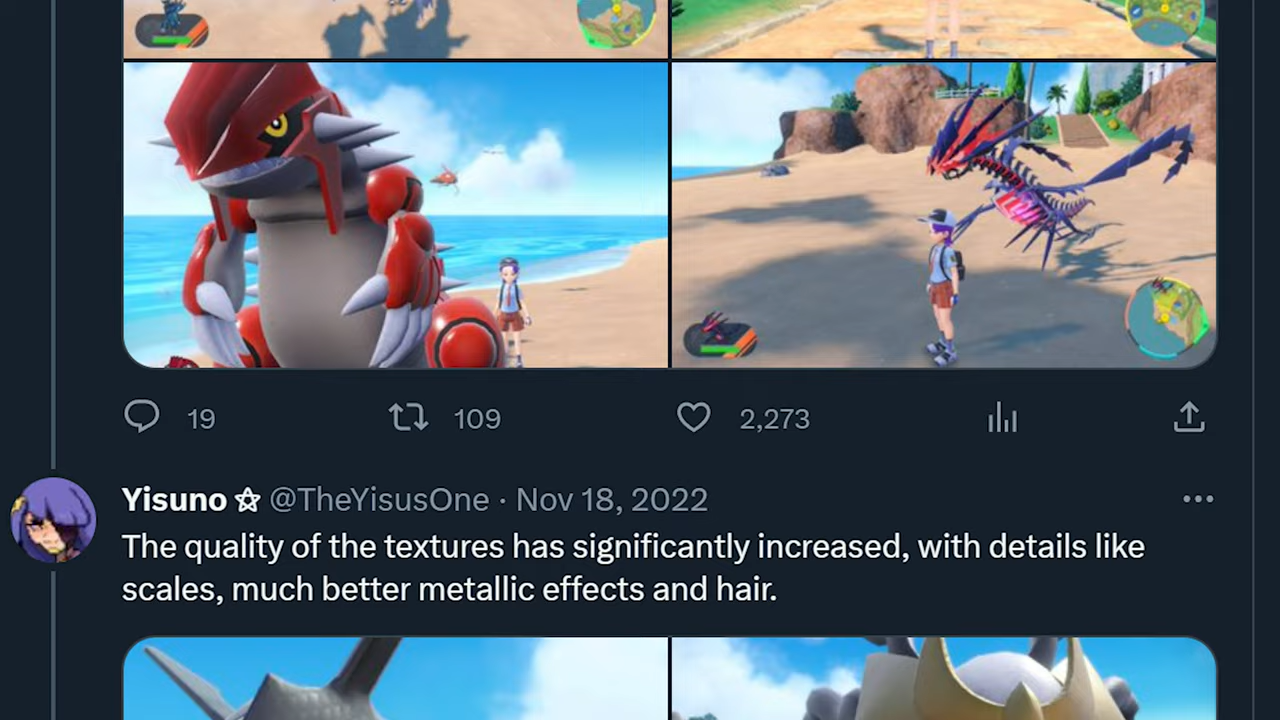 19 109 2,273
Yisuno ☆ @TheYisusOne · Nov 18, 2022
The quality of the textures has significantly increased, with details like
scales, much better metallic effects and hair.